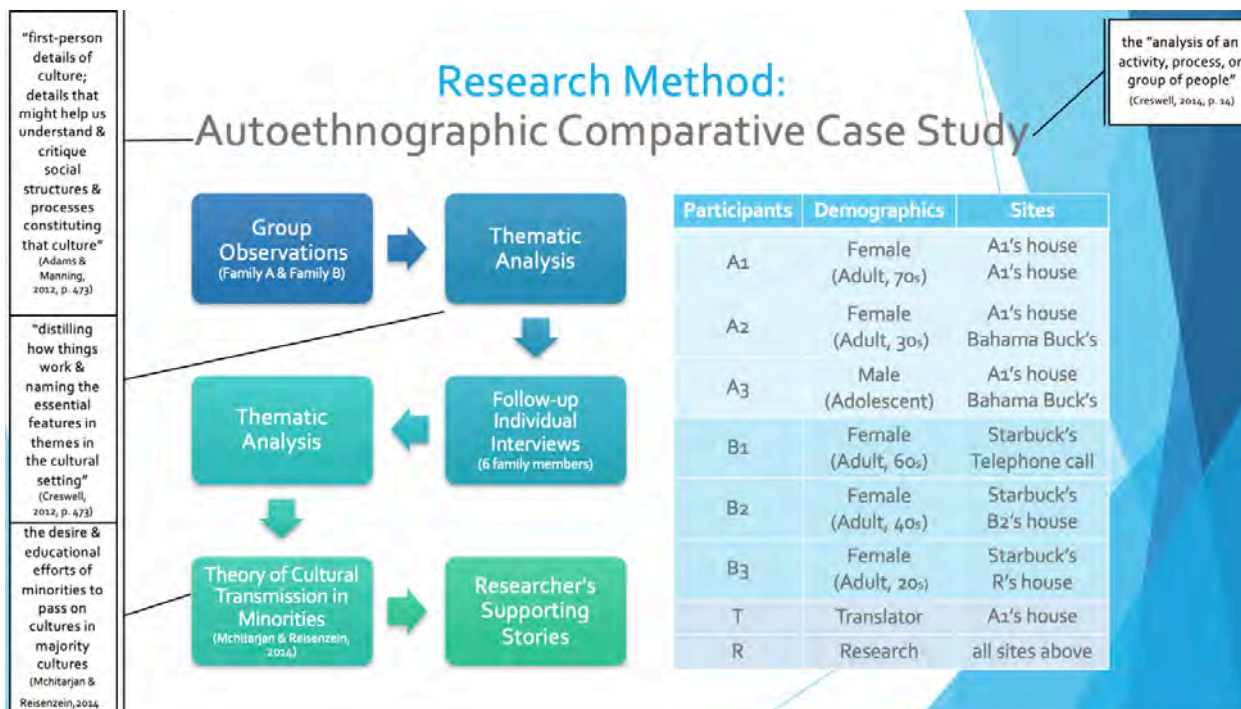 "first-person
details of
culture;
details that
might help us
understand &
critique
social
structures &
processes
constituting
that culture"
(Adams &
Manning,
2012, p. 473)
"distilling
how things
work &
naming the
essential
features in
themes in
the cultural
setting"
(Creswell,
2012, p.473)
the desire &
educational
efforts of
minorities to
pass on
cultures in
majority
cultures
(Mchitarjan &
Reisenzein,2014
Research Method:
Autoethnographic Comparative Case Study
the "analysis of an
activity, process, or
group of people"
(Creswell, 2014, p. 14)
Group
Observations
(Family A & Family B)
Thematic
Analysis
Follow-up
Individual
Interviews
(6 family members)
Thematic
Analysis
Theory of Cultural
Transmission in
Minorities
(Mchitarjan & Reisenzein,
2014)
Researcher's
Supporting
Stories
Participants Demographics Sites
A1 Female (Adult, 70s) A1's house A1's house
A2 Female (Adult, 30s) A1's house Bahama Buck's
A3 Male (Adolescent) A1's house Bahama Buck's
B1 Female (Adult, 60s) Starbuck's Telephone call
B2 Female (Adult, 40s) Starbuck's B2's house
B3 Female (Adult, 20s) Starbuck's R's house
T Translator A1's house
R Research all sites above